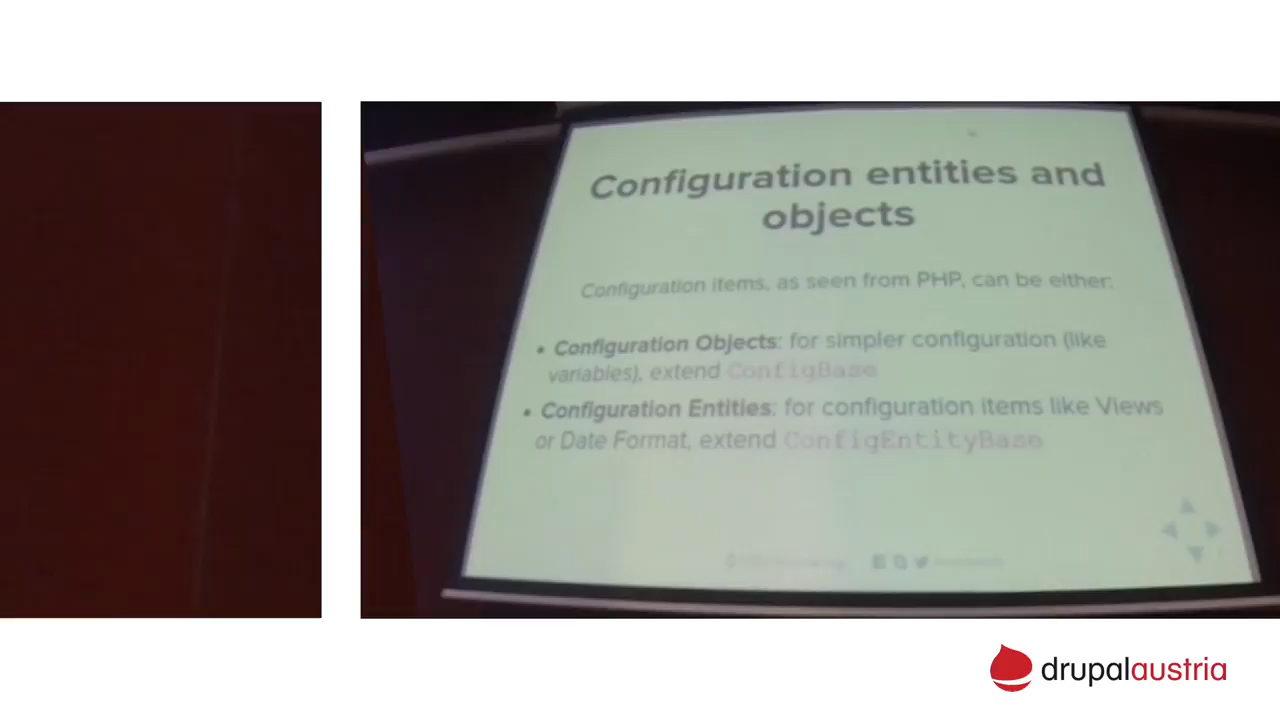 Configuration entities and
objects
Configuration items, as seen from PHP, can be either:
• Configuration Objects: for simpler configuration (like
variables), extend ConfigBase
• Configuration Entities: for configuration items like Views
or Date Format, extend ConfigEntityBase
drupalaustria